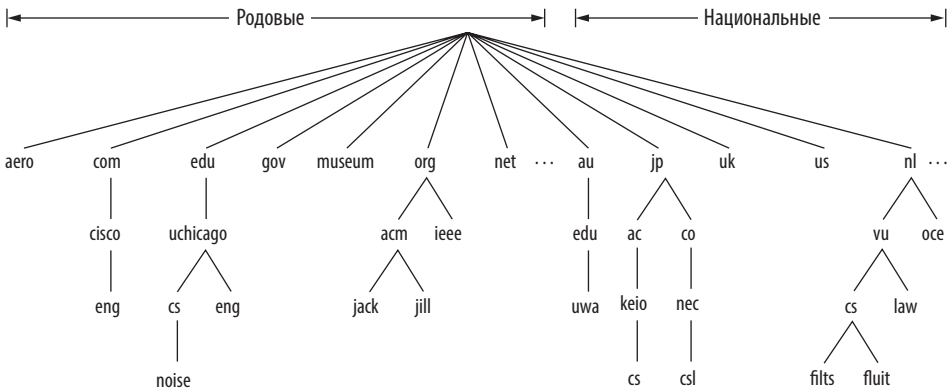 Родовые Национальные
aero com edu gov museum org net ... au jp uk us nl ...
cisco uchicago acm ieee edu ac co vu oce
eng cs eng jack jill uwa keio nec cs law
noise cs csl filts fluit